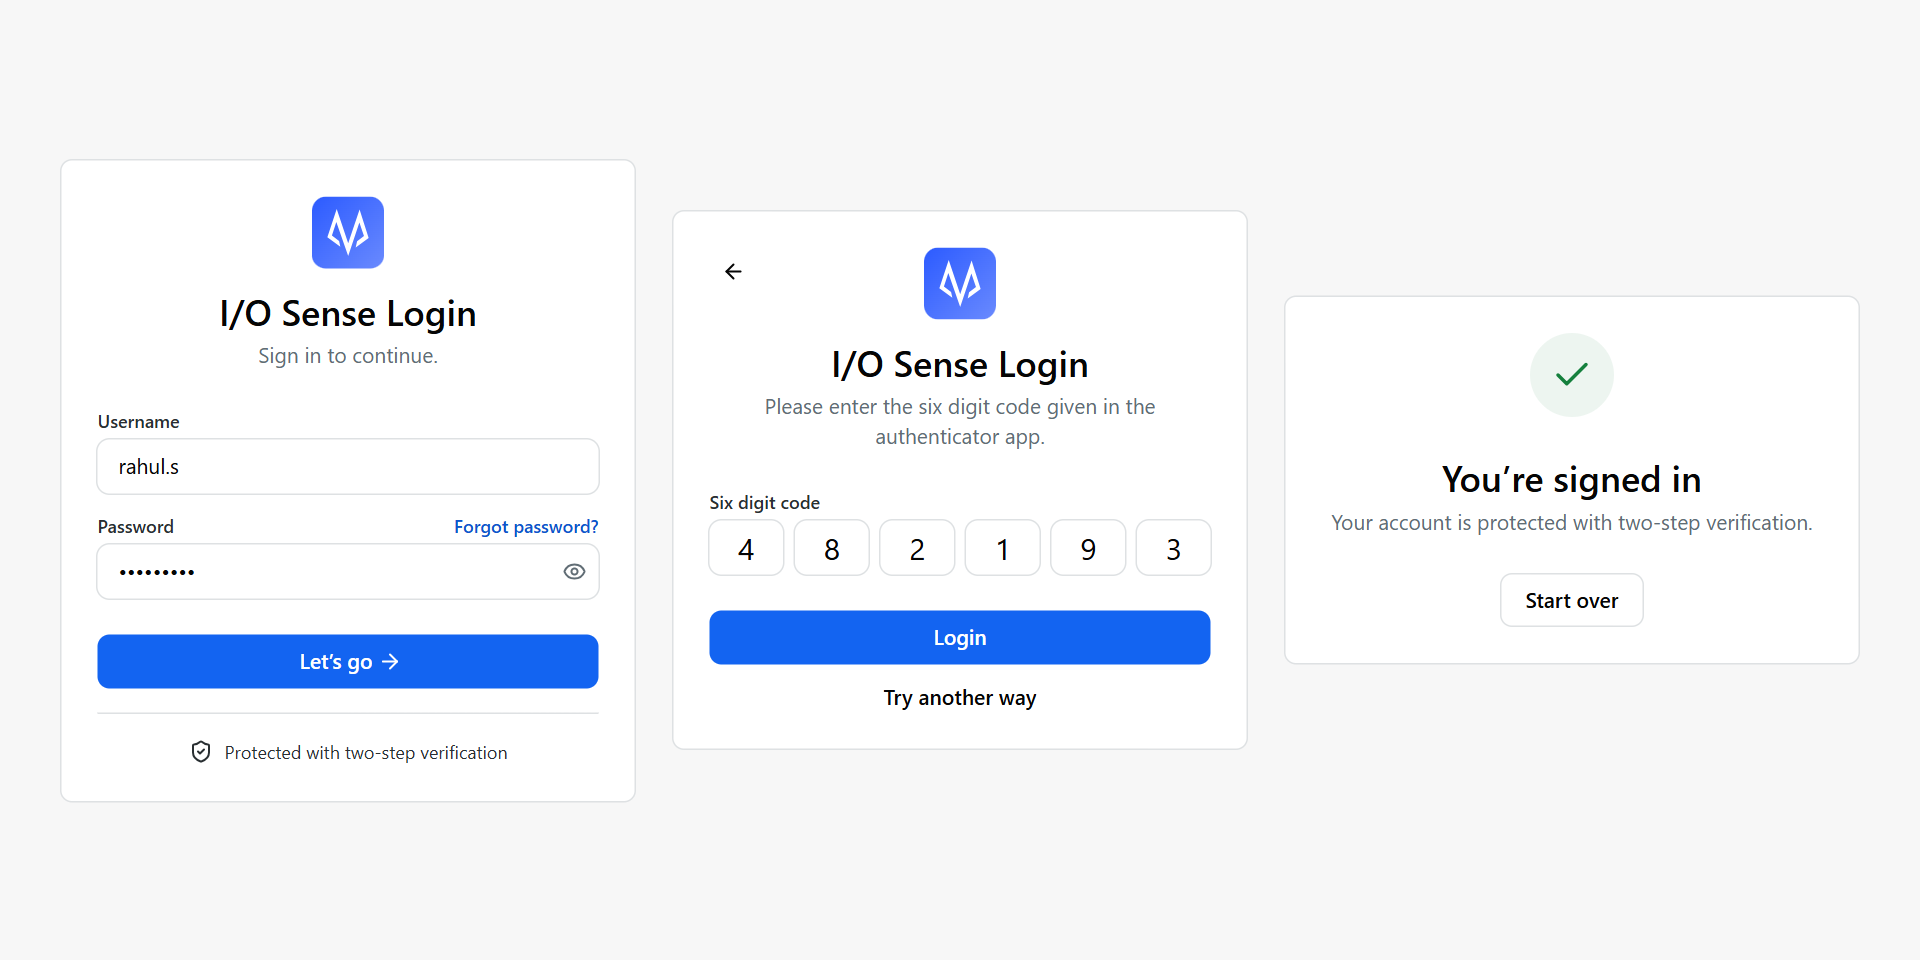 I/O Sense Login
Sign in to continue.
Username
rahul.s
Password Forgot password?
•••••••••
Let’s go →
Protected with two-step verification
I/O Sense Login
Please enter the six digit code given in the
authenticator app.
Six digit code
4 8 2 1 9 3
Login
Try another way
You’re signed in
Your account is protected with two-step verification.
Start over